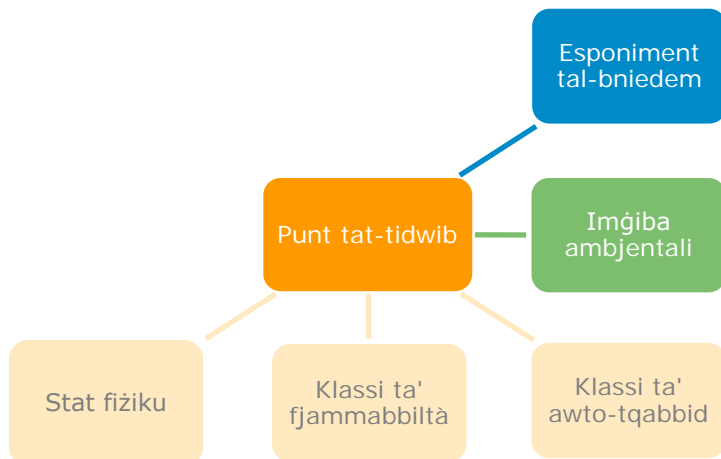 Esponiment
tal-bniedem
Punt tat-tidwib
Imġiba
ambjentali
Stat fiżiku
Klassi ta'
fjammabbiltà
Klassi ta'
awto-tqabbid